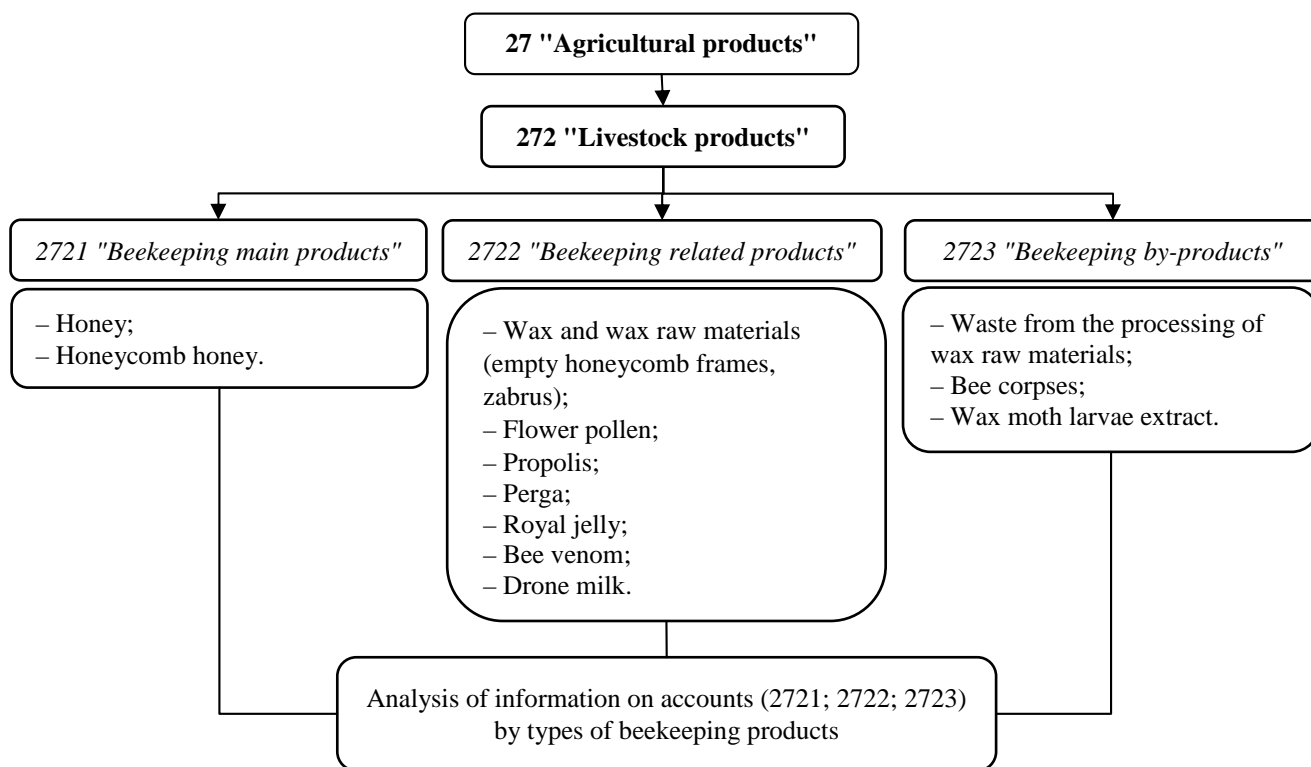 27 "Agricultural products"
272 "Livestock products"
2721 "Beekeeping main products"
– Honey;
– Honeycomb honey.
2722 "Beekeeping related products"
– Wax and wax raw materials
(empty honeycomb frames,
zabrus);
– Flower pollen;
– Propolis;
– Perga;
– Royal jelly;
– Bee venom;
– Drone milk.
2723 "Beekeeping by-products"
– Waste from the processing of
wax raw materials;
– Bee corpses;
– Wax moth larvae extract.
Analysis of information on accounts (2721; 2722; 2723)
by types of beekeeping products